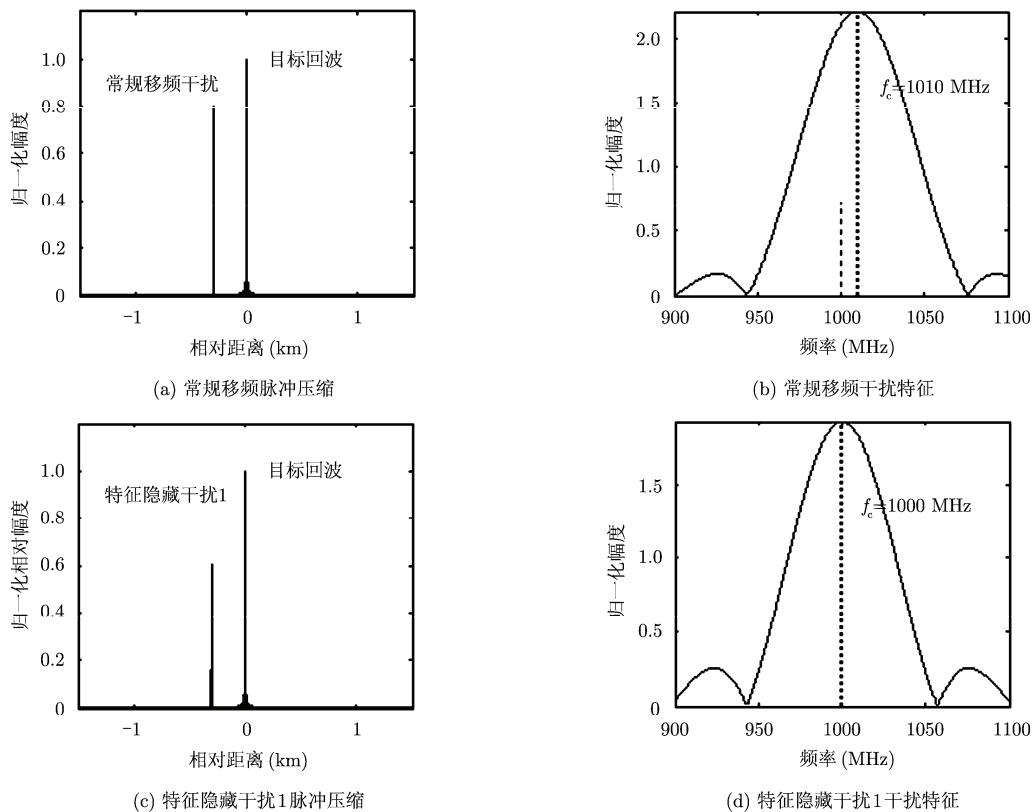 1.0
0.8
0.6
0.4
0.2
0
归一化幅度
目标回波
常规移频干扰
−1
0
1
相对距离 (km)
(a) 常规移频脉冲压缩
2.0
1.5
1.0
0.5
0
归一化幅度
fc=1010 MHz
900
950
1000
1050
1100
频率 (MHz)
(b) 常规移频干扰特征
1.0
0.8
0.6
0.4
0.2
0
归一化相对幅度
目标回波
特征隐藏干扰1
−1
0
1
相对距离 (km)
(c) 特征隐藏干扰1脉冲压缩
1.5
1.0
0.5
0
归一化幅度
fc=1000 MHz
900
950
1000
1050
1100
频率 (MHz)
(d) 特征隐藏干扰1干扰特征